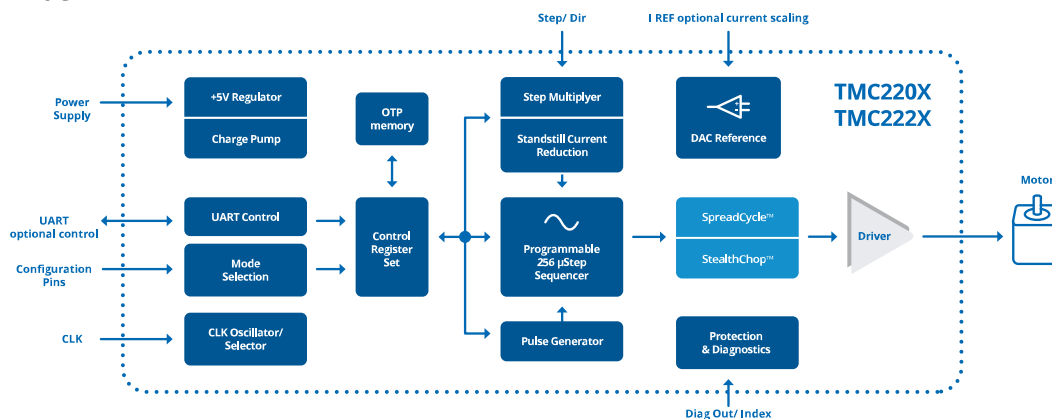 Step/ Dir
I REF optional current scaling
Power
Supply
+5V Regulator
Charge Pump
OTP
memory
Step Multiplyer
Standstill Current
Reduction
DAC Reference
TMC220X
TMC222X
Motor
UART
optional control
UART Control
Control
Register
Set
Programmable
256 µStep
Sequencer
SpreadCycle™
StealthChop™
Driver
Configuration
Pins
Mode
Selection
CLK
CLK Oscillator/
Selector
Pulse Generator
Protection
& Diagnostics
Diag Out/ Index